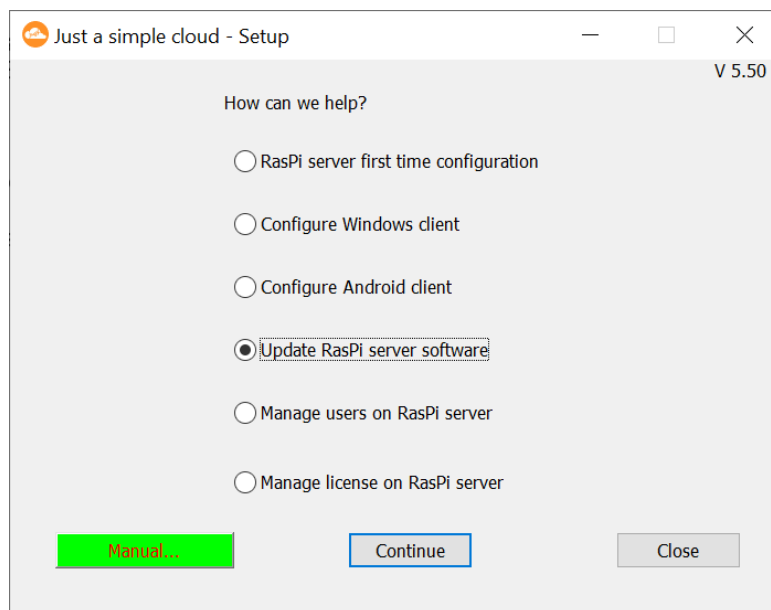 Just a simple cloud - Setup
V 5.50
How can we help?
RasPi server first time configuration
Configure Windows client
Configure Android client
Update RasPi server software
Manage users on RasPi server
Manage license on RasPi server
Manual... Continue Close